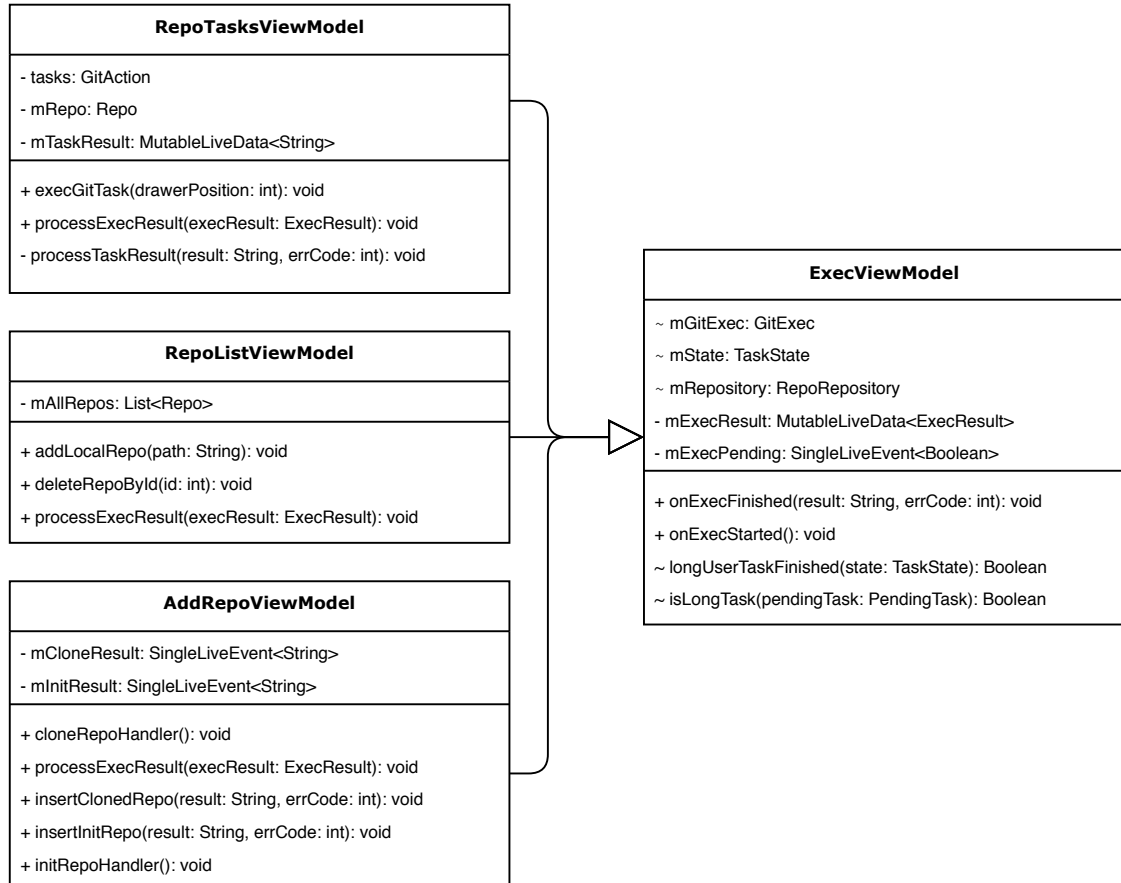 RepoTasksViewModel
- tasks: GitAction
- mRepo: Repo
- mTaskResult: MutableLiveData<String>
+ execGitTask(drawerPosition: int): void
+ processExecResult(execResult: ExecResult): void
- processTaskResult(result: String, errCode: int): void
RepoListViewModel
- mAllRepos: List<Repo>
+ addLocalRepo(path: String): void
+ deleteRepoById(id: int): void
+ processExecResult(execResult: ExecResult): void
AddRepoViewModel
- mCloneResult: SingleLiveEvent<String>
- mInitResult: SingleLiveEvent<String>
+ cloneRepoHandler(): void
+ processExecResult(execResult: ExecResult): void
+ insertClonedRepo(result: String, errCode: int): void
+ insertInitRepo(result: String, errCode: int): void
+ initRepoHandler(): void
ExecViewModel
~ mGitExec: GitExec
~ mState: TaskState
~ mRepository: RepoRepository
- mExecResult: MutableLiveData<ExecResult>
- mExecPending: SingleLiveEvent<Boolean>
+ onExecFinished(result: String, errCode: int): void
+ onExecStarted(): void
~ longUserTaskFinished(state: TaskState): Boolean
~ isLongTask(pendingTask: PendingTask): Boolean